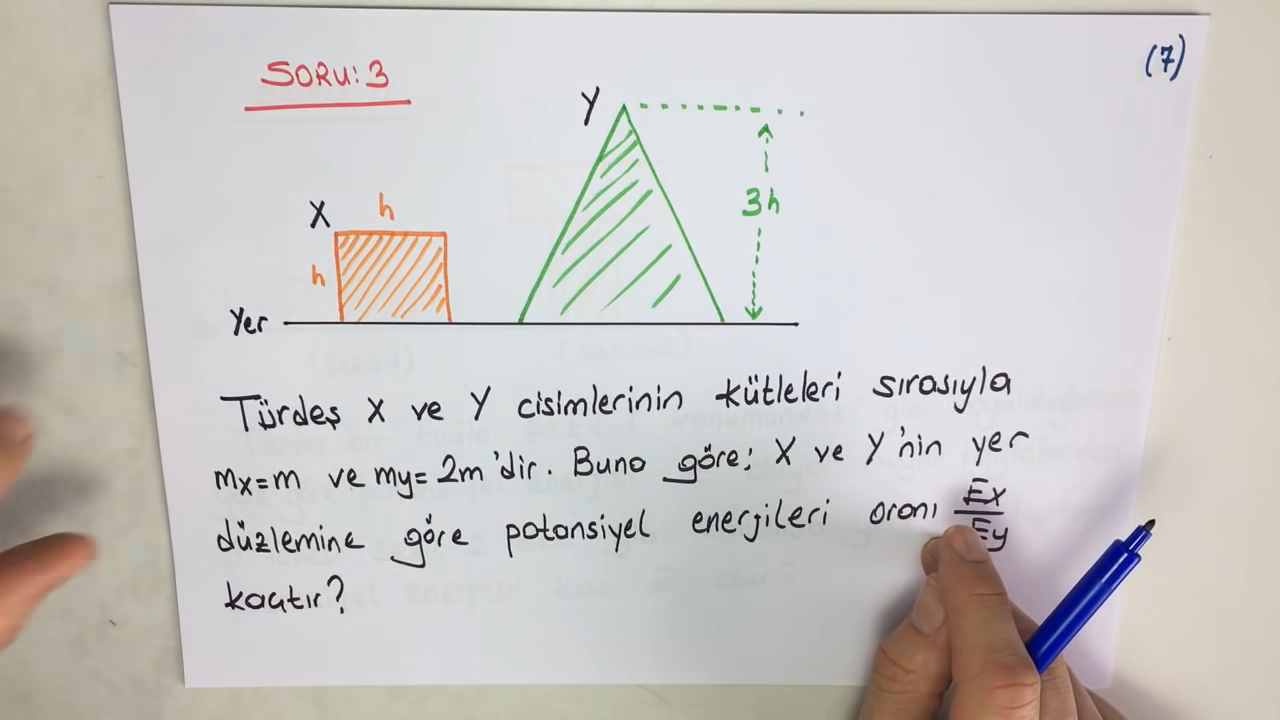 (7)
SORU: 3
Y
X
h
h
3h
Yer
Türdeş X ve Y cisimlerinin kütleleri sırasıyla
mx=m ve my=2m'dir. Buna göre; X ve Y'nin yer
düzlemine göre potansiyel enerjileri oranı Ex/Ey
kaçtır?